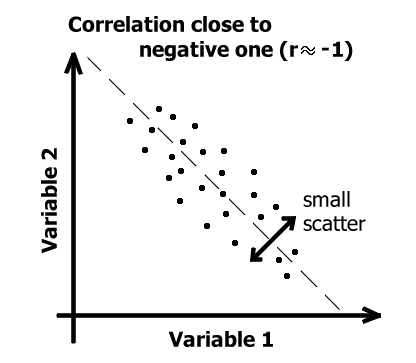 Correlation close to
negative one (r≈ -1)
Variable 2
small
scatter
Variable 1